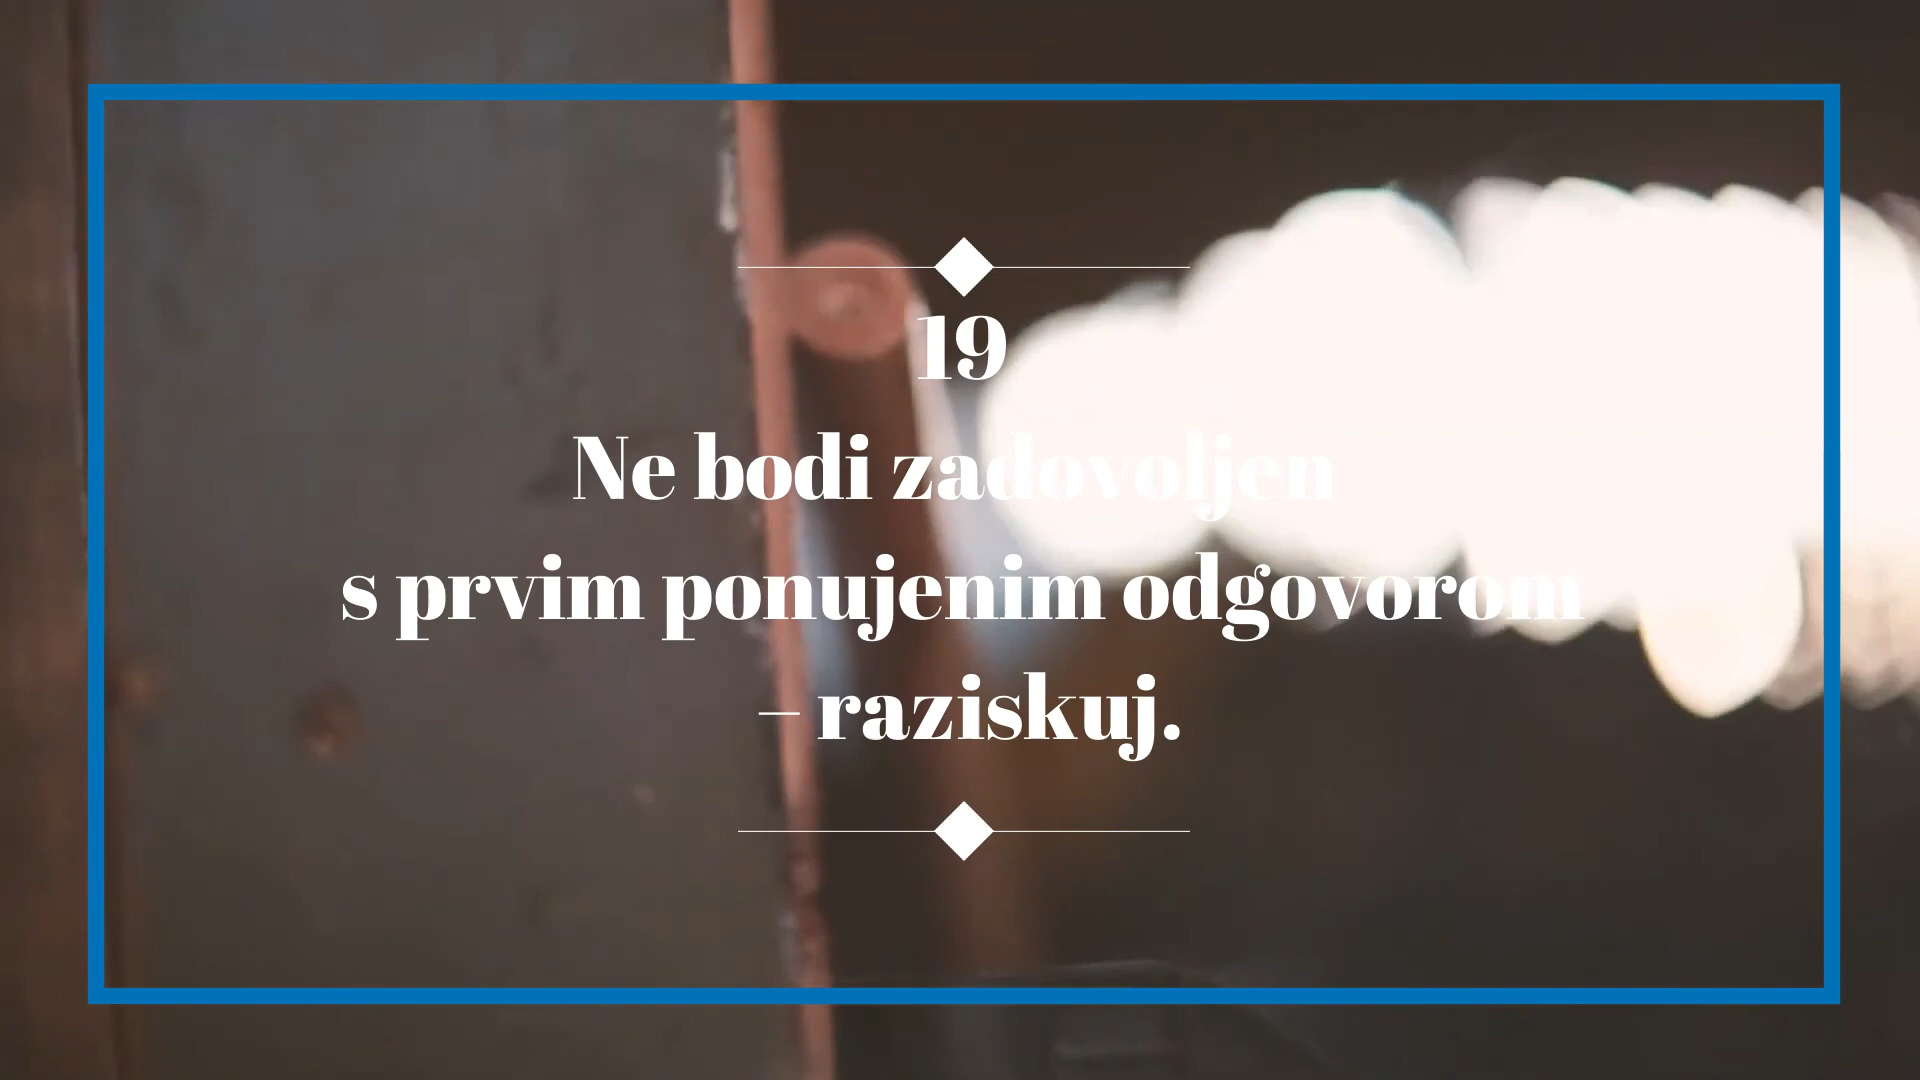 19
Ne bodi zadovoljen
s prvim ponujenim odgovorom
– raziskuj.